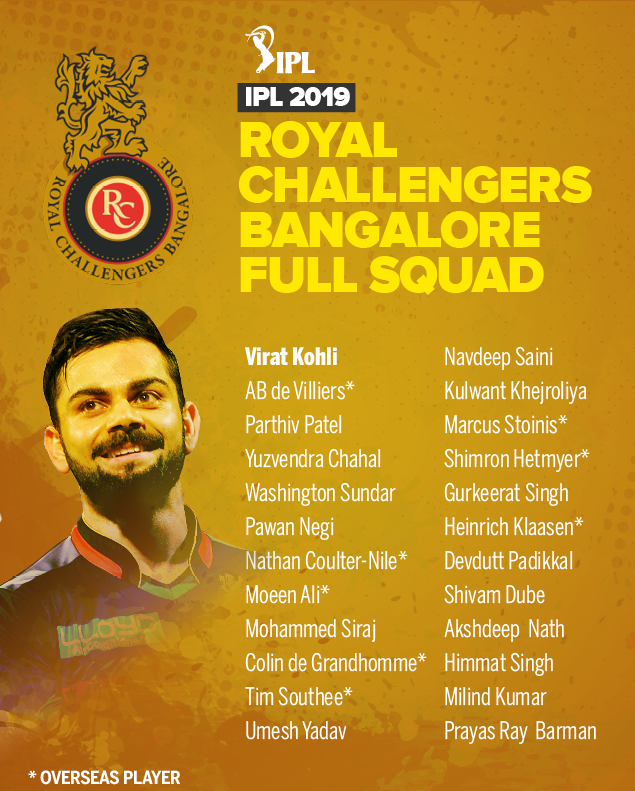 IPL
IPL 2019
ROYAL
CHALLENGERS
BANGALORE
FULL SQUAD
RC
ROYAL CHALLENGERS BANGALORE
Virat Kohli
AB de Villiers*
Parthiv Patel
Yuzvendra Chahal
Washington Sundar
Pawan Negi
Nathan Coulter-Nile*
Moeen Ali*
Mohammed Siraj
Colin de Grandhomme*
Tim Southee*
Umesh Yadav
Navdeep Saini
Kulwant Khejroliya
Marcus Stoinis*
Shimron Hetmyer*
Gurkeerat Singh
Heinrich Klaasen*
Devdutt Padikkal
Shivam Dube
Akshdeep Nath
Himmat Singh
Milind Kumar
Prayas Ray Barman
* OVERSEAS PLAYER